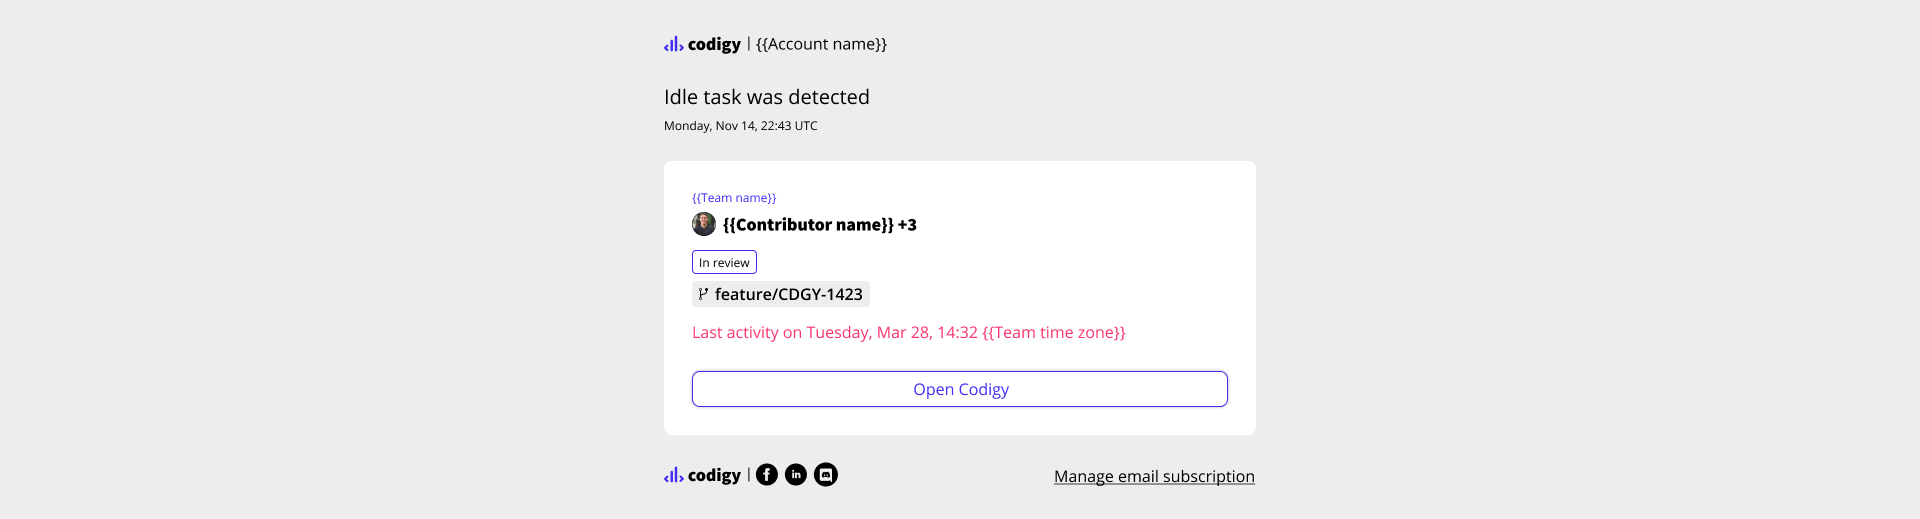 codigy | {{Account name}}
Idle task was detected
Monday, Nov 14, 22:43 UTC
{{Team name}}
{{Contributor name}} +3
In review
feature/CDGY-1423
Last activity on Tuesday, Mar 28, 14:32 {{Team time zone}}
Open Codigy
codigy | f in
Manage email subscription